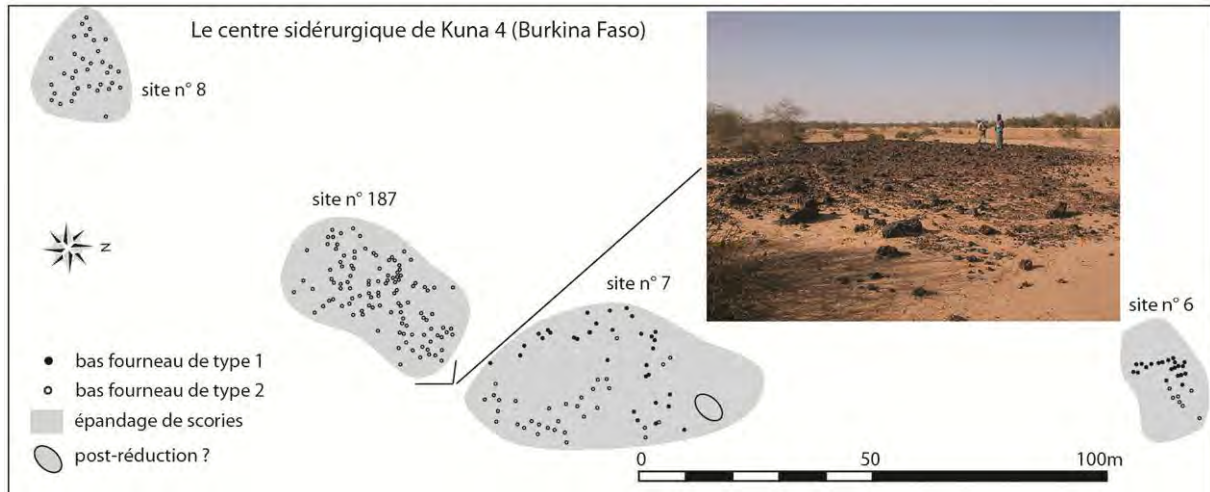 Le centre sidérurgique de Kuna 4 (Burkina Faso)
site n° 8
site n° 187
N
site n° 7
site n° 6
bas fourneau de type 1
bas fourneau de type 2
épandage de scories
post-réduction ?
0 50 100m